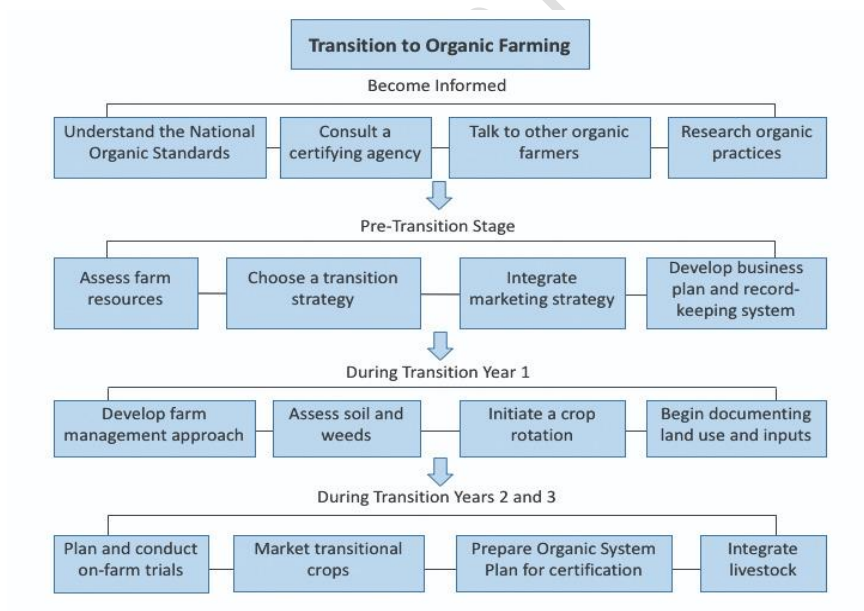 Transition to Organic Farming
Become Informed
Understand the National
Organic Standards
Consult a
certifying agency
Talk to other organic
farmers
Research organic
practices
Pre-Transition Stage
Assess farm
resources
Choose a transition
strategy
Integrate
marketing strategy
Develop business
plan and record-
keeping system
During Transition Year 1
Develop farm
management approach
Assess soil and
weeds
Initiate a crop
rotation
Begin documenting
land use and inputs
During Transition Years 2 and 3
Plan and conduct
on-farm trials
Market transitional
crops
Prepare Organic System
Plan for certification
Integrate
livestock